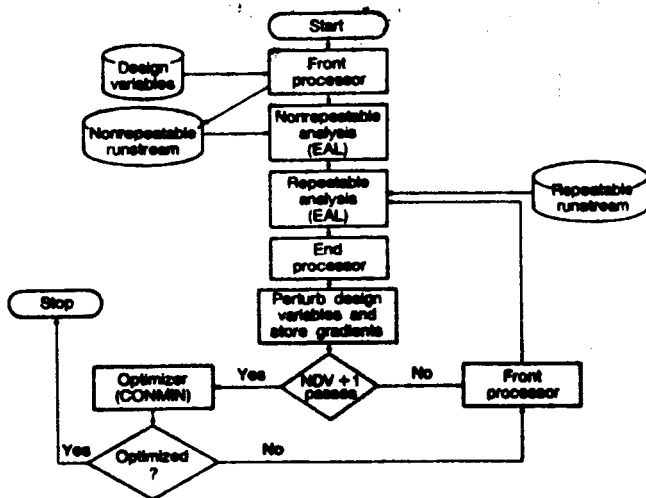 Start
Design
variables
Front
processor
Nonrepeatable
runstream
Nonrepeatable
analysis
(EAL)
Repeatable
analysis
(EAL)
Repeatable
runstream
End
processor
Stop
Perturb design
variables and
store gradients
Optimizer
(CONMIN)
Yes
NDV + 1
passes
No
Front
processor
Yes
Optimized
?
No